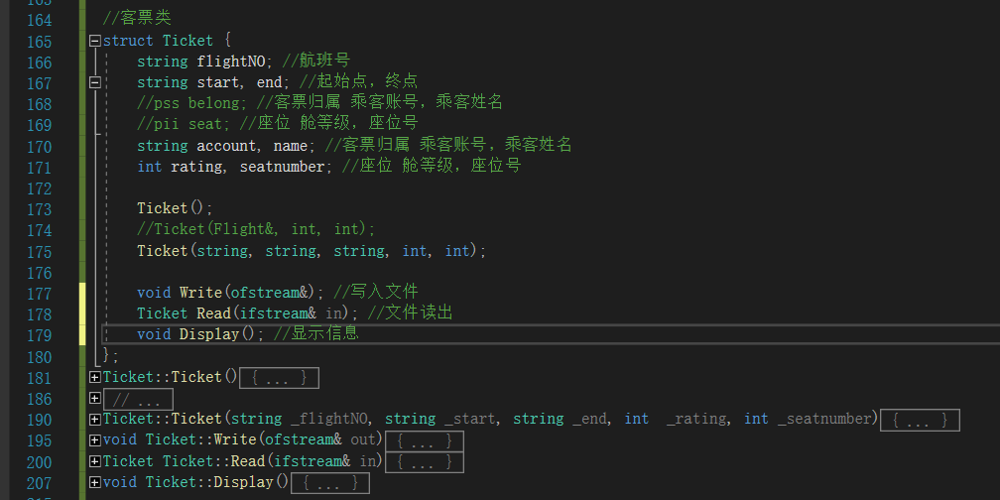 164 //客票类
165 struct Ticket {
166 string flightNO; //航班号
167 string start, end; //起始点，终点
168 //pss belong; //客票归属 乘客账号，乘客姓名
169 //pii seat; //座位 舱等级，座位号
170 string account, name; //客票归属 乘客账号，乘客姓名
171 int rating, seatnumber; //座位 舱等级，座位号
172
173 Ticket();
174 //Ticket(Flight&, int, int);
175 Ticket(string, string, string, int, int);
176
177 void Write(ofstream&); //写入文件
178 Ticket Read(ifstream& in); //文件读出
179 void Display(); //显示信息
180 };
181 Ticket::Ticket() { ... }
186 // ...
190 Ticket::Ticket(string _flightNO, string _start, string _end, int _rating, int _seatnumber) { ... }
195 void Ticket::Write(ofstream& out) { ... }
200 Ticket Ticket::Read(ifstream& in) { ... }
207 void Ticket::Display() { ... }